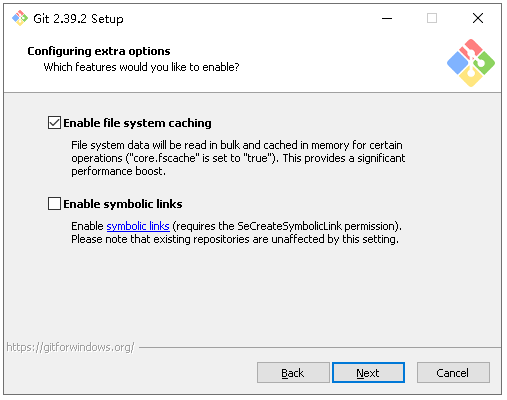 Git 2.39.2 Setup
Configuring extra options
Which features would you like to enable?
Enable file system caching
File system data will be read in bulk and cached in memory for certain
operations ("core.fscache" is set to "true"). This provides a significant
performance boost.
Enable symbolic links
Enable symbolic links (requires the SeCreateSymbolicLink permission).
Please note that existing repositories are unaffected by this setting.
https://gitforwindows.org/
Back Next Cancel